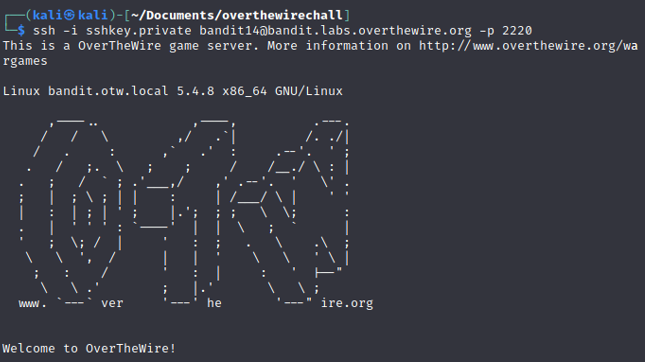 ┌──(kali㉿kali)-[~/Documents/overthewirechall]
└─$ ssh -i sshkey.private bandit14@bandit.labs.overthewire.org -p 2220
This is a OverTheWire game server. More information on http://www.overthewire.org/wa
rgames
Linux bandit.otw.local 5.4.8 x86_64 GNU/Linux
www. ver he ire.org
Welcome to OverTheWire!